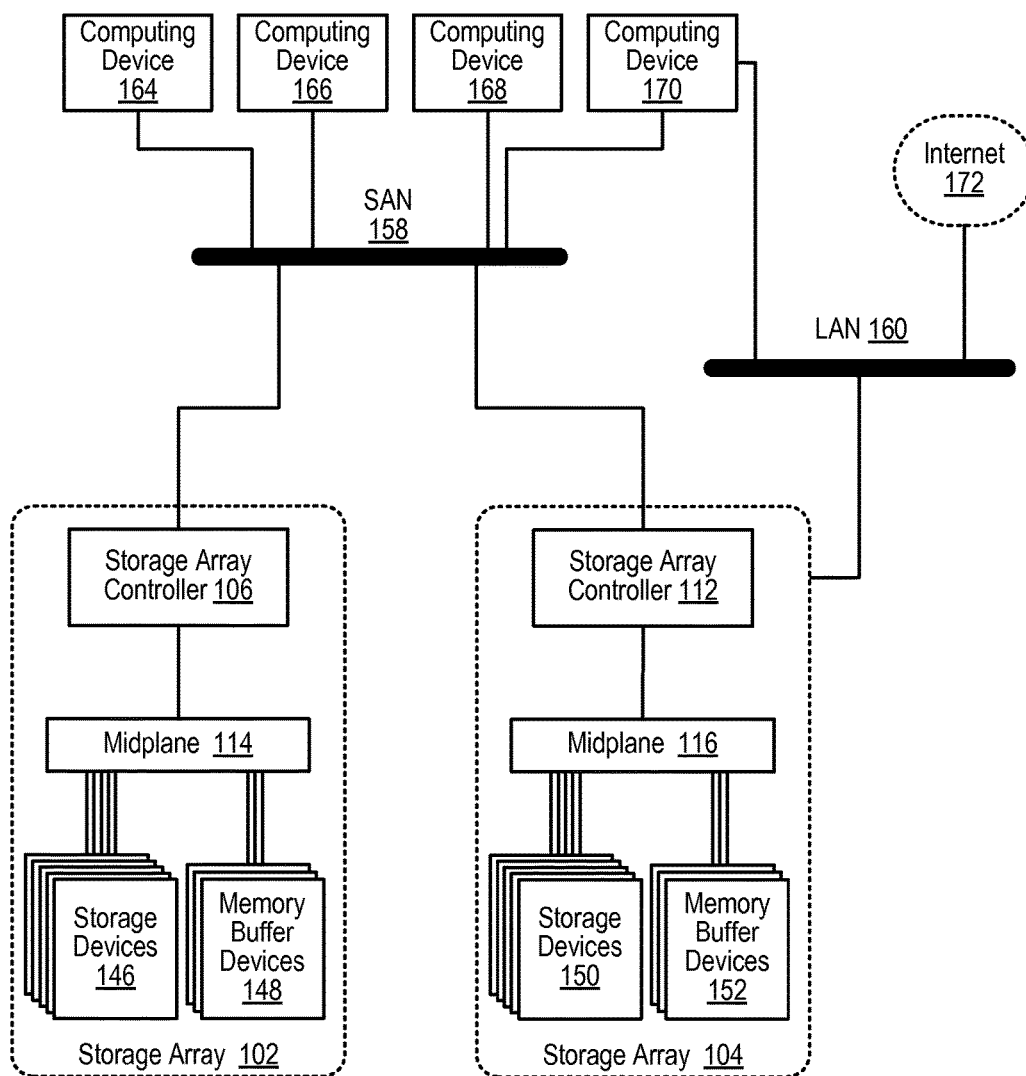 Computing
Device
164
Computing
Device
166
Computing
Device
168
Computing
Device
170
Internet
172
SAN
158
LAN 160
Storage Array
Controller 106
Storage Array
Controller 112
Midplane 114
Midplane 116
Storage
Devices
146
Memory
Buffer
Devices
148
Storage
Devices
150
Memory
Buffer
Devices
152
Storage Array 102
Storage Array 104